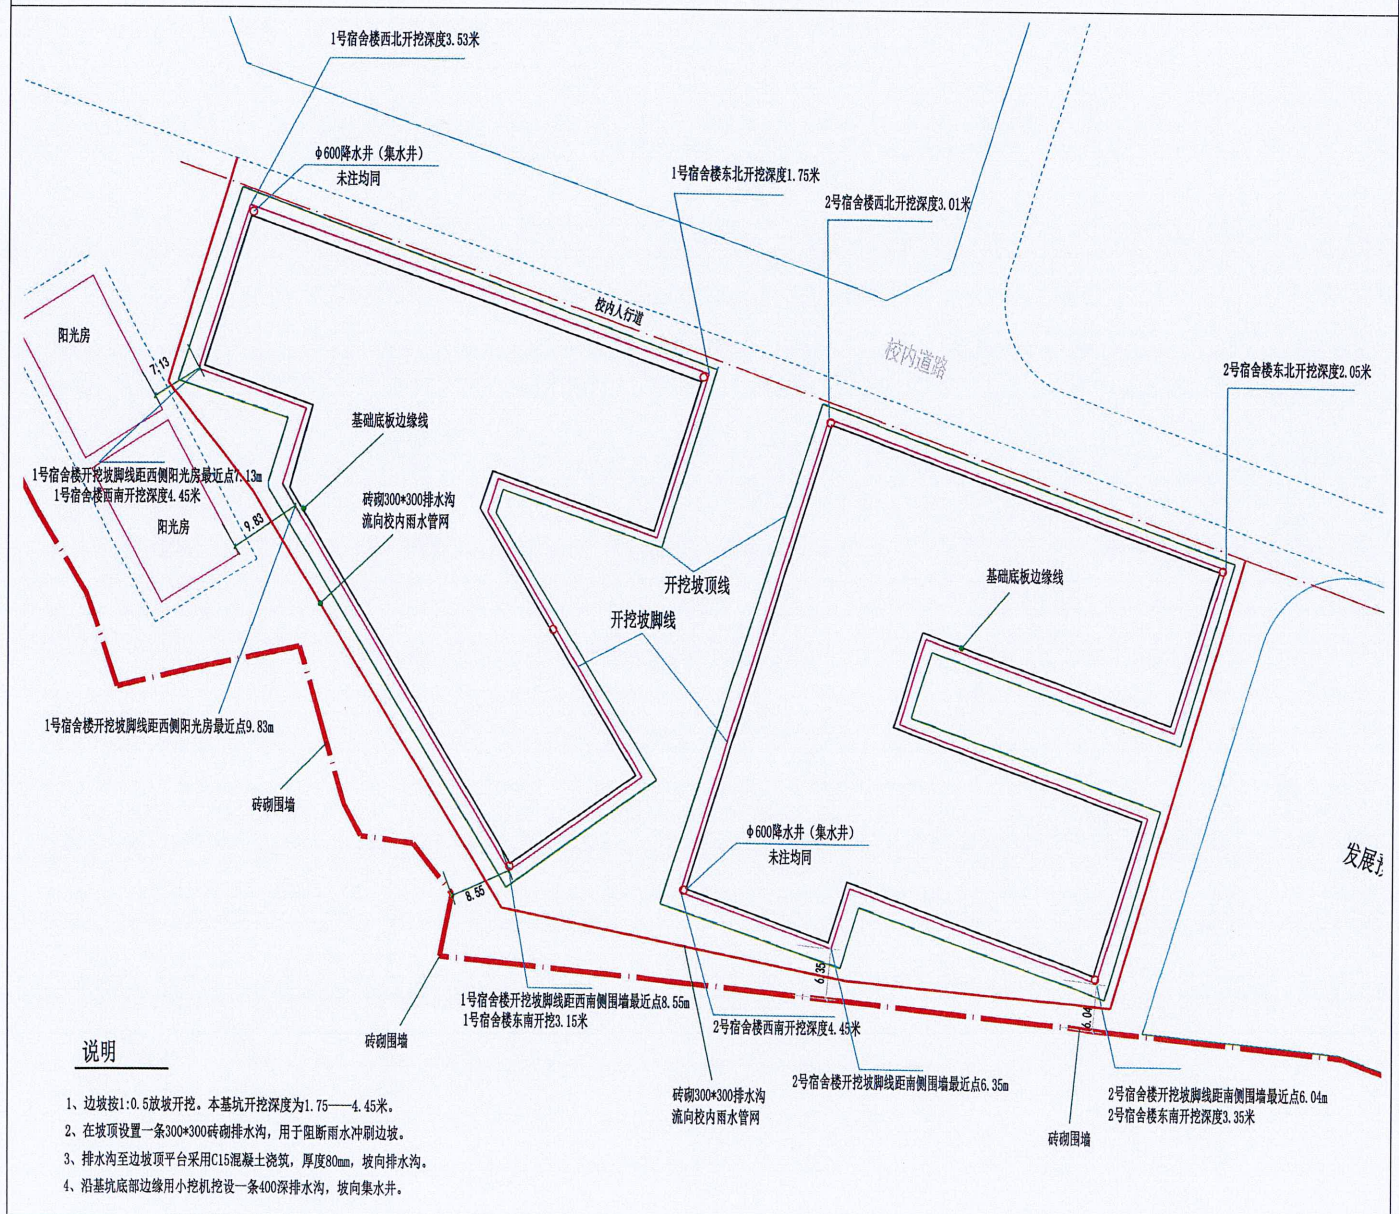 1号宿舍楼西北开挖深度3.53米
φ600降水井（集水井）
未注均同
1号宿舍楼东北开挖深度1.75米
2号宿舍楼西北开挖深度3.01米
校内人行道
校内道路
阳光房
7.13
2号宿舍楼东北开挖深度2.05米
基础底板边缘线
1号宿舍楼开挖坡脚线距西侧阳光房最近点7.13m
1号宿舍楼西南开挖深度4.45米
砖砌300*300排水沟
流向校内雨水管网
阳光房
9.83
开挖坡顶线
基础底板边缘线
开挖坡脚线
1号宿舍楼开挖坡脚线距西侧阳光房最近点9.83m
砖砌围墙
φ600降水井（集水井）
未注均同
发展
8.55
6.35
1号宿舍楼开挖坡脚线距西南侧围墙最近点8.55m
1号宿舍楼东南开挖3.15米
2号宿舍楼西南开挖深度4.45米
6.04
砖砌围墙
2号宿舍楼开挖坡脚线距南侧围墙最近点6.35m
砖砌300*300排水沟
流向校内雨水管网
2号宿舍楼开挖坡脚线距南侧围墙最近点6.04m
2号宿舍楼东南开挖深度3.35米
砖砌围墙
说明
1、边坡按1:0.5放坡开挖。本基坑开挖深度为1.75——4.45米。
2、在坡顶设置一条300*300砖砌排水沟，用于阻断雨水冲刷边坡。
3、排水沟至边坡顶平台采用C15混凝土浇筑，厚度80mm，坡向排水沟。
4、沿基坑底部边缘用小挖机挖设一条400深排水沟，坡向集水井。